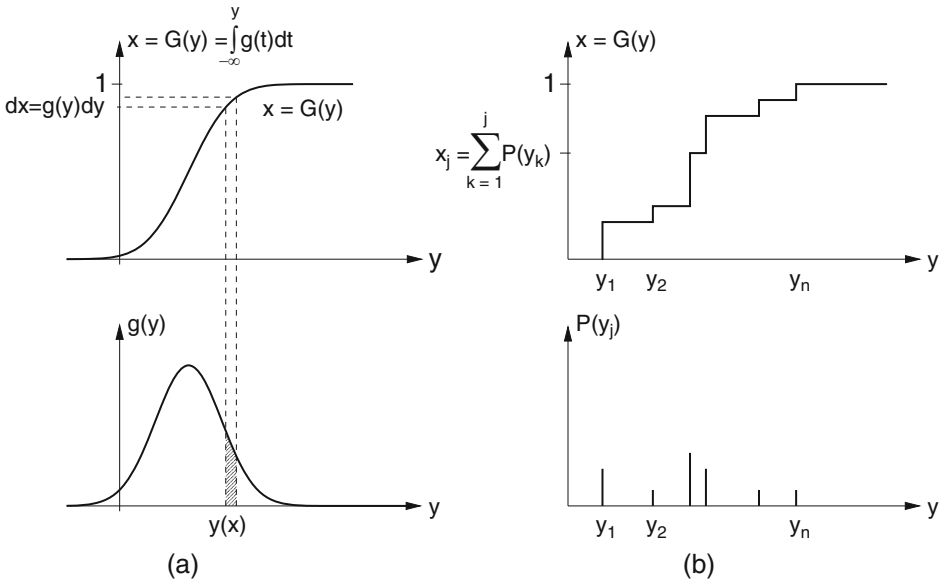 x = G(y) = ∫_{−∞}^{y} g(t)dt
1
dx=g(y)dy
x = G(y)
y
g(y)
y
y(x)
(a)
x = G(y)
1
x_j = ∑_{k = 1}^{j} P(y_k)
y
y_1 y_2 y_n
P(y_j)
y
y_1 y_2 y_n
(b)